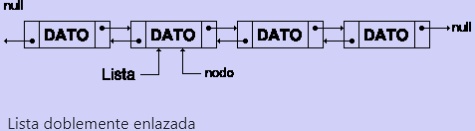 null
DATO DATO DATO DATO null
Lista nodo
Lista doblemente enlazada